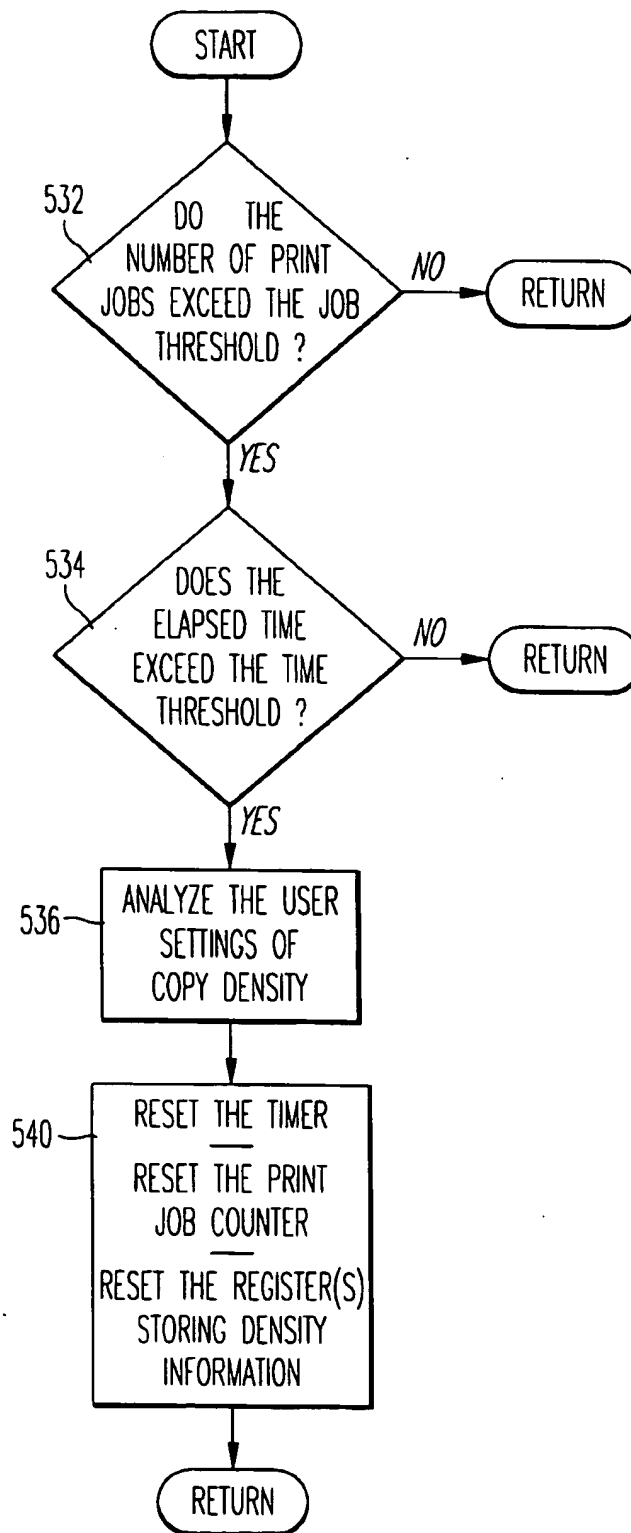 START
532
DO THE
NUMBER OF PRINT
JOBS EXCEED THE JOB
THRESHOLD ?
NO
RETURN
YES
534
DOES THE
ELAPSED TIME
EXCEED THE TIME
THRESHOLD ?
NO
RETURN
YES
536
ANALYZE THE USER
SETTINGS OF
COPY DENSITY
540
RESET THE TIMER
RESET THE PRINT
JOB COUNTER
RESET THE REGISTER(S)
STORING DENSITY
INFORMATION
RETURN